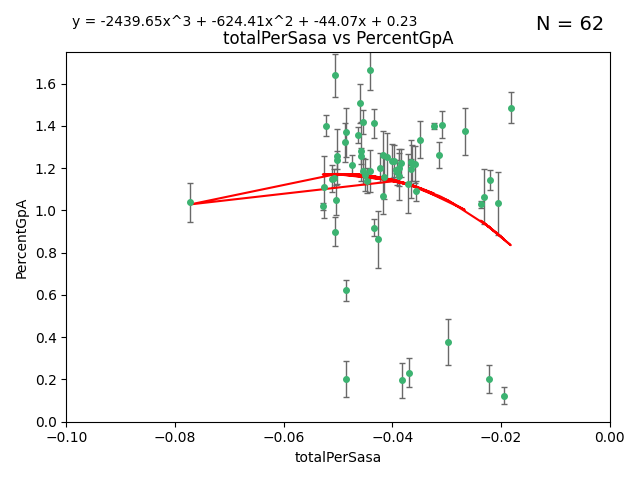 y = -2439.65x^3 + -624.41x^2 + -44.07x + 0.23
N = 62
totalPerSasa vs PercentGpA
PercentGpA
1.6
1.4
1.2
1.0
0.8
0.6
0.4
0.2
0.0
−0.10 −0.08 −0.06 −0.04 −0.02 0.00
totalPerSasa